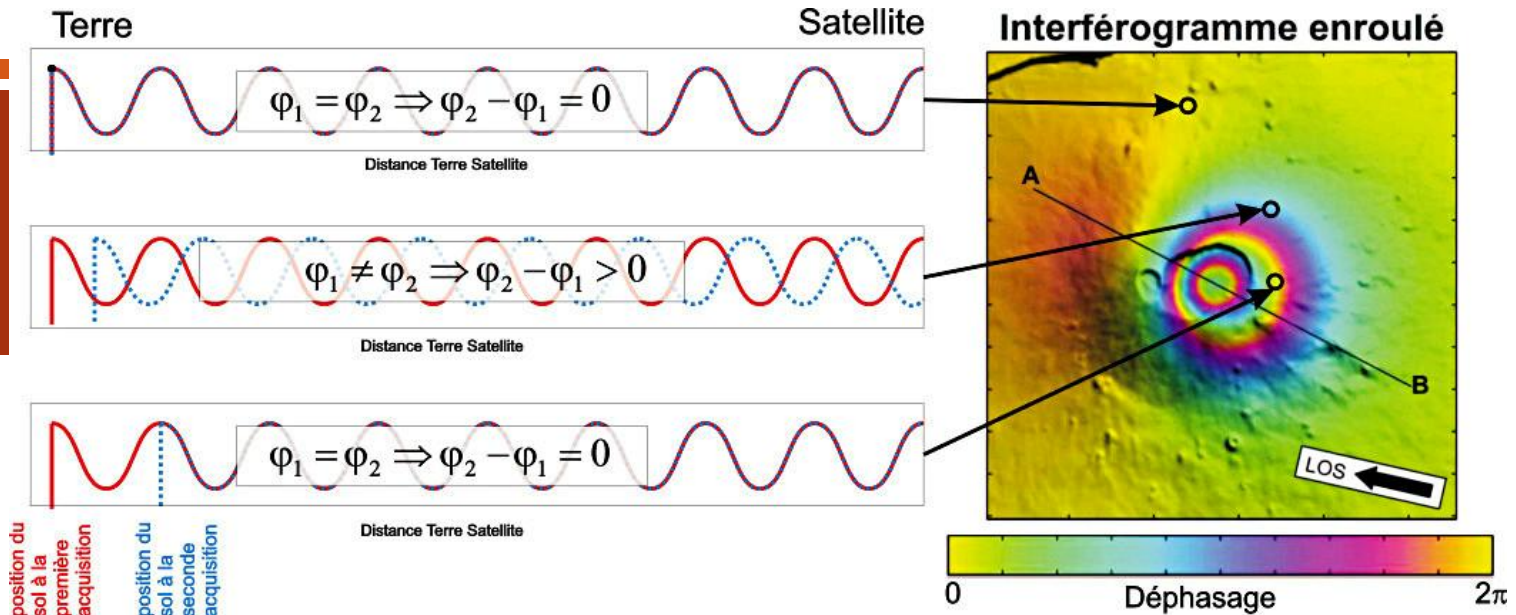 Terre
Satellite
Interférogramme enroulé
φ₁ = φ₂ ⇒ φ₂ − φ₁ = 0
Distance Terre Satellite
φ₁ ≠ φ₂ ⇒ φ₂ − φ₁ > 0
Distance Terre Satellite
φ₁ = φ₂ ⇒ φ₂ − φ₁ = 0
Distance Terre Satellite
position du
sol à la
première
acquisition
position du
sol à la
seconde
acquisition
A
B
LOS
0
2π
Déphasage